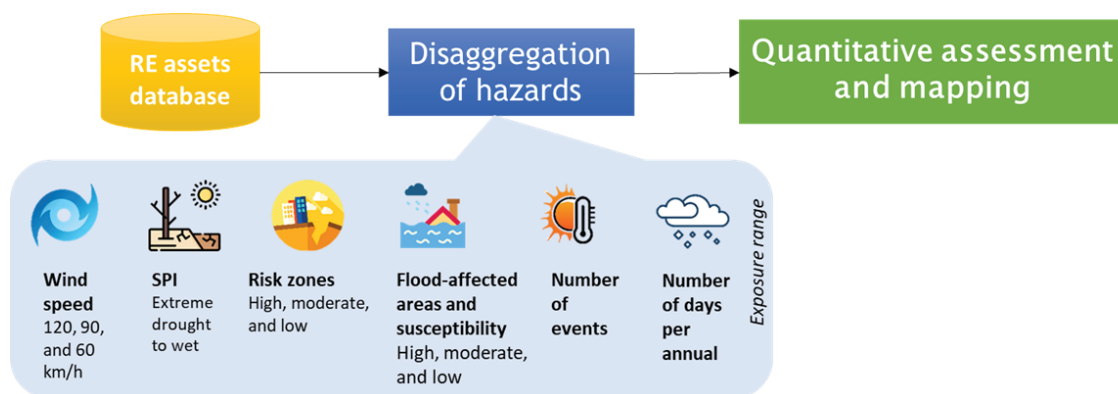 RE assets
database
Disaggregation
of hazards
Quantitative assessment
and mapping
Wind
speed
120, 90,
and 60
km/h
SPI
Extreme
drought
to wet
Risk zones
High, moderate,
and low
Flood-affected
areas and
susceptibility
High, moderate,
and low
Number
of
events
Number
of days
per
annual
Exposure range